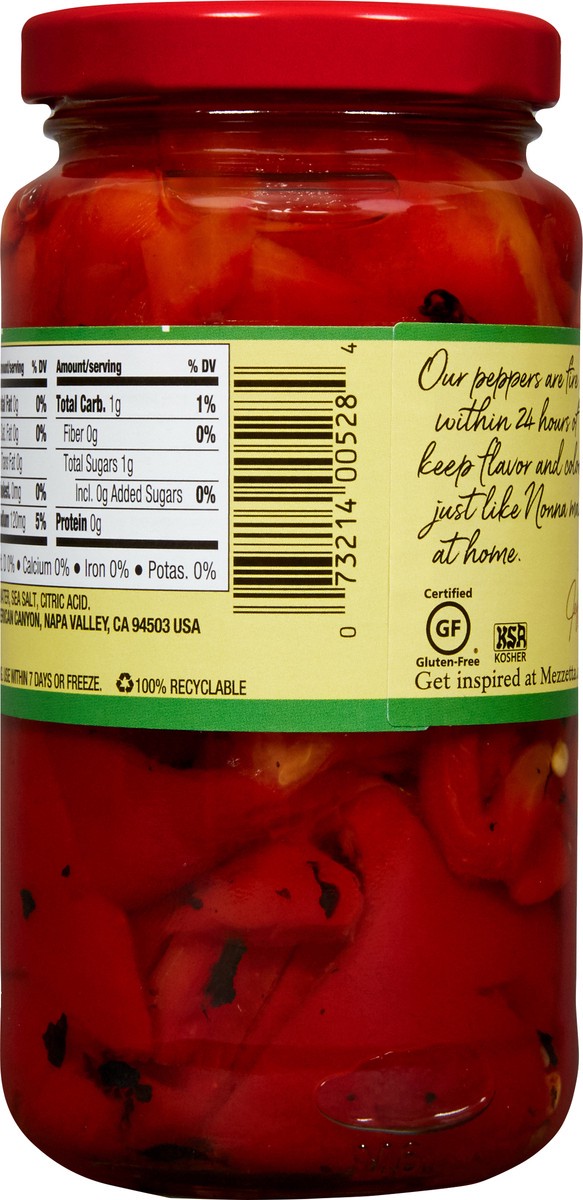 % DV
0%
0%
0%
5%
Amount/serving % DV
Total Carb. 1g 1%
Fiber 0g 0%
Total Sugars 1g
Incl. 0g Added Sugars 0%
Protein 0g
0% • Calcium 0% • Iron 0% • Potas. 0%
SEA SALT, CITRIC ACID.
CANYON, NAPA VALLEY, CA 94503 USA
USE WITHIN 7 DAYS OR FREEZE. 100% RECYCLABLE
0 73214 00528 4
Our peppers are
within 24 hours
keep flavor and
just like Nonna
at home.
Certified
GF
Gluten-Free
KSA
KOSHER
Get inspired at Mezzetta